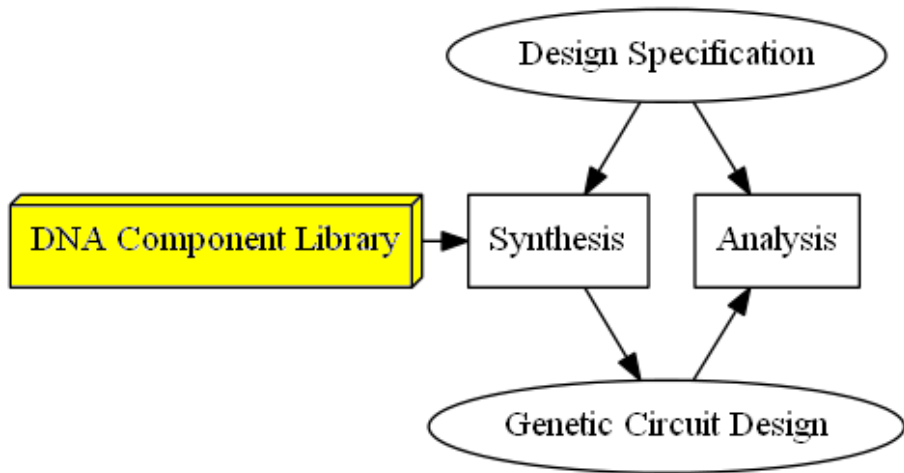 Design Specification
DNA Component Library
Synthesis
Analysis
Genetic Circuit Design